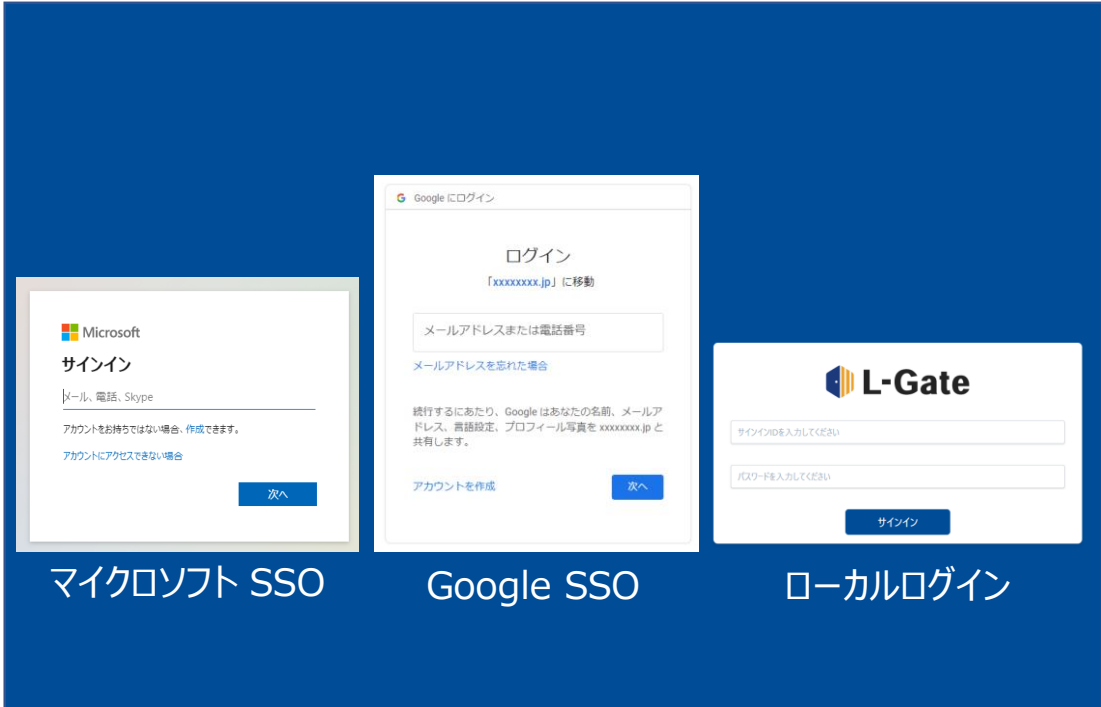 Microsoft
サインイン
メール、電話、Skype
アカウントをお持ちではない場合、作成できます。
アカウントにアクセスできない場合
次へ
マイクロソフト SSO
G Google にログイン
ログイン
「xxxxxxxx.jp」に移動
メールアドレスまたは電話番号
メールアドレスを忘れた場合
続行するにあたり、Google はあなたの名前、メールア
ドレス、言語設定、プロフィール写真を xxxxxxxx.jp と
共有します。
アカウントを作成
次へ
Google SSO
L-Gate
サインインIDを入力してください
パスワードを入力してください
サインイン
ローカルログイン